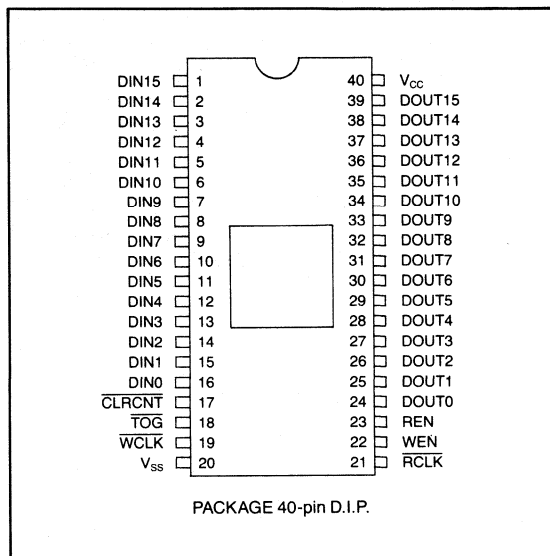 DIN15 1 40 VCC
DIN14 2 39 DOUT15
DIN13 3 38 DOUT14
DIN12 4 37 DOUT13
DIN11 5 36 DOUT12
DIN10 6 35 DOUT11
DIN9 7 34 DOUT10
DIN8 8 33 DOUT9
DIN7 9 32 DOUT8
DIN6 10 31 DOUT7
DIN5 11 30 DOUT6
DIN4 12 29 DOUT5
DIN3 13 28 DOUT4
DIN2 14 27 DOUT3
DIN1 15 26 DOUT2
DIN0 16 25 DOUT1
CLRCNT 17 24 DOUT0
TOG 18 23 REN
WCLK 19 22 WEN
VSS 20 21 RCLK
PACKAGE 40-pin D.I.P.